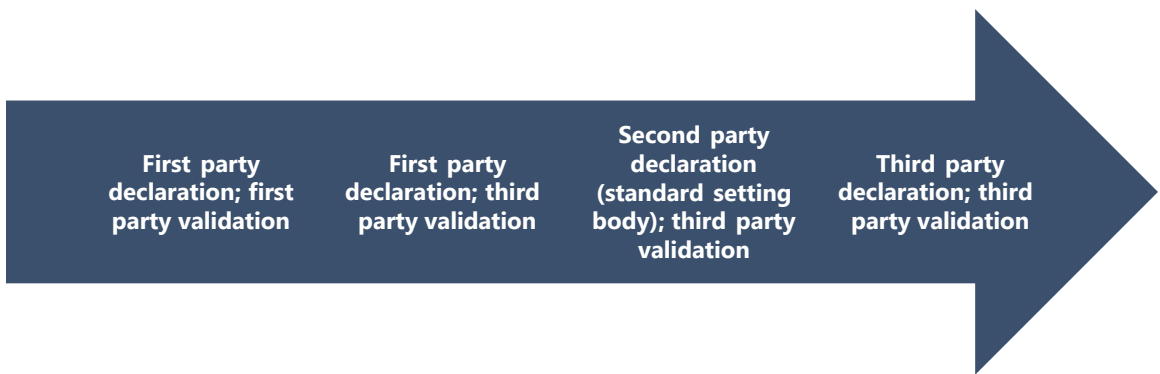 First party
declaration; first
party validation
First party
declaration; third
party validation
Second party
declaration
(standard setting
body); third party
validation
Third party
declaration; third
party validation